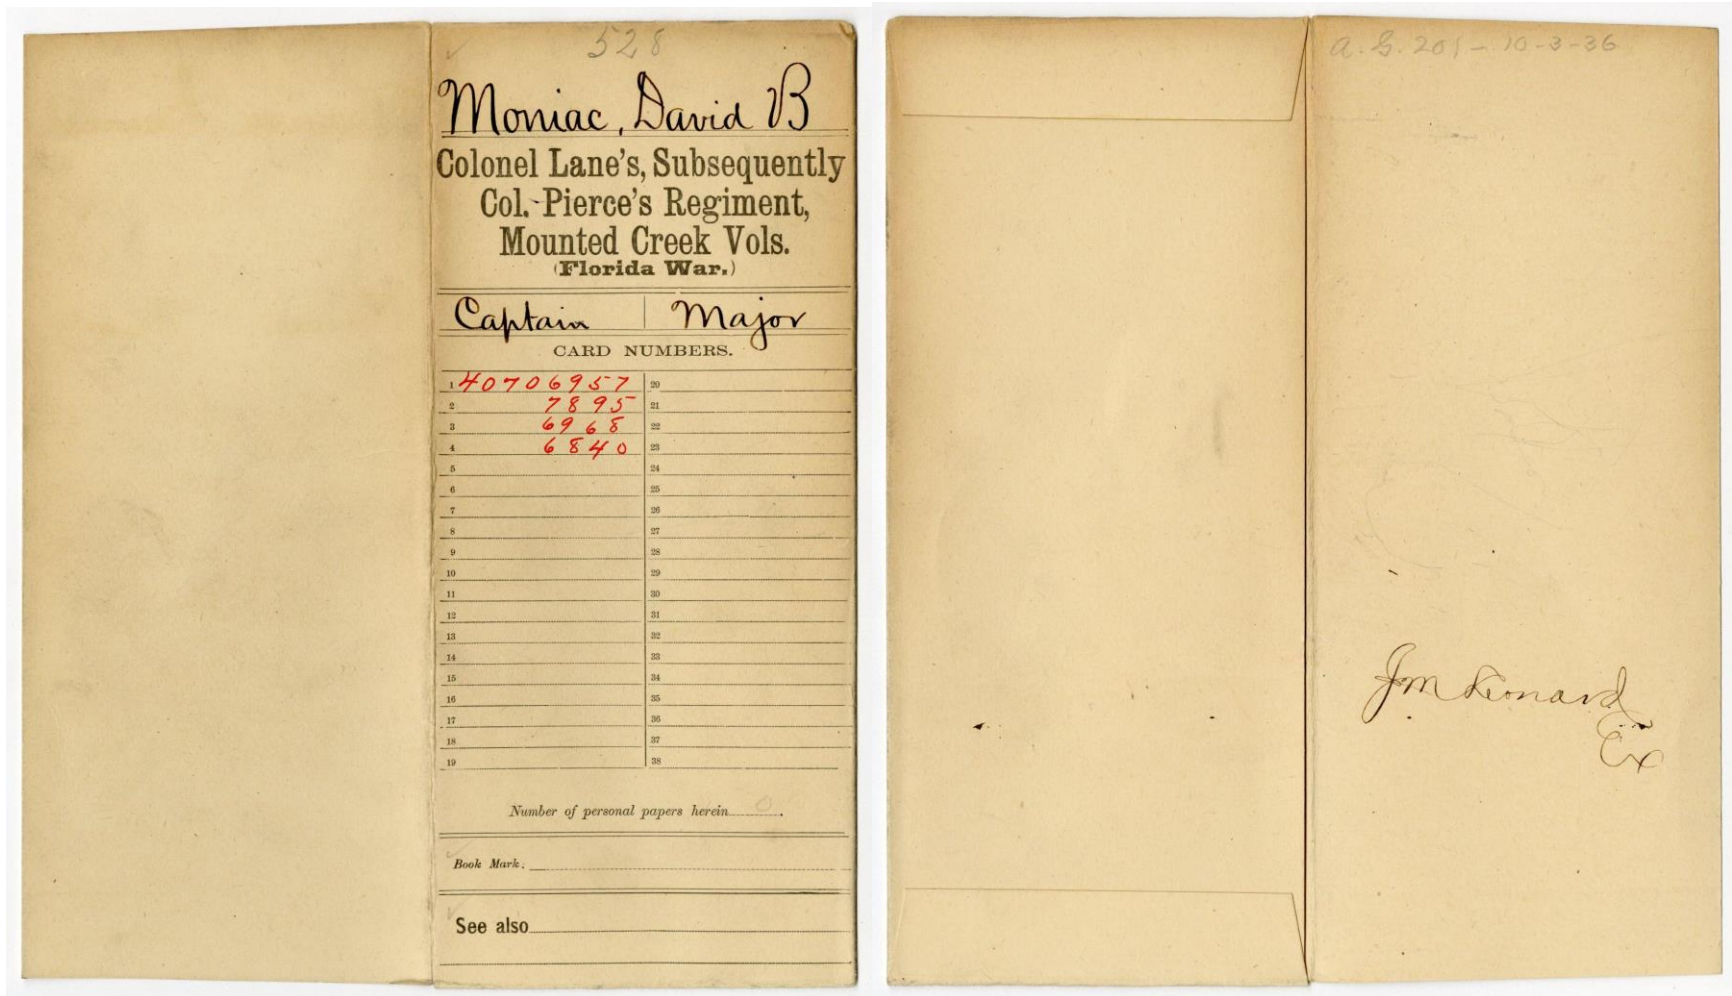 528
Moniac, David B
Colonel Lane's, Subsequently
Col. Pierce's Regiment,
Mounted Creek Vols.
(Florida War.)
Captain | Major
CARD NUMBERS.
1 40706957 20
2 7895 21
3 6968 22
4 6840 23
5 24
6 25
7 26
8 27
9 28
10 29
11 30
12 31
13 32
14 33
15 34
16 35
17 36
18 37
19 38
Number of personal papers herein 0.
Book Mark:
See also
A.G. 201-10-3-36
JM Leonard
Ex